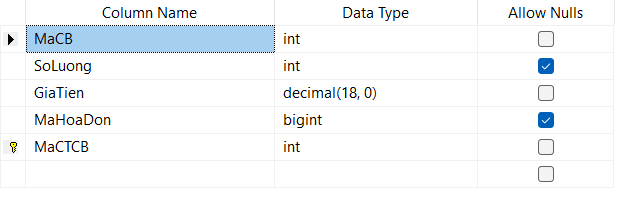 Column Name Data Type Allow Nulls
MaCB int
SoLuong int
GiaTien decimal(18, 0)
MaHoaDon bigint
MaCTCB int